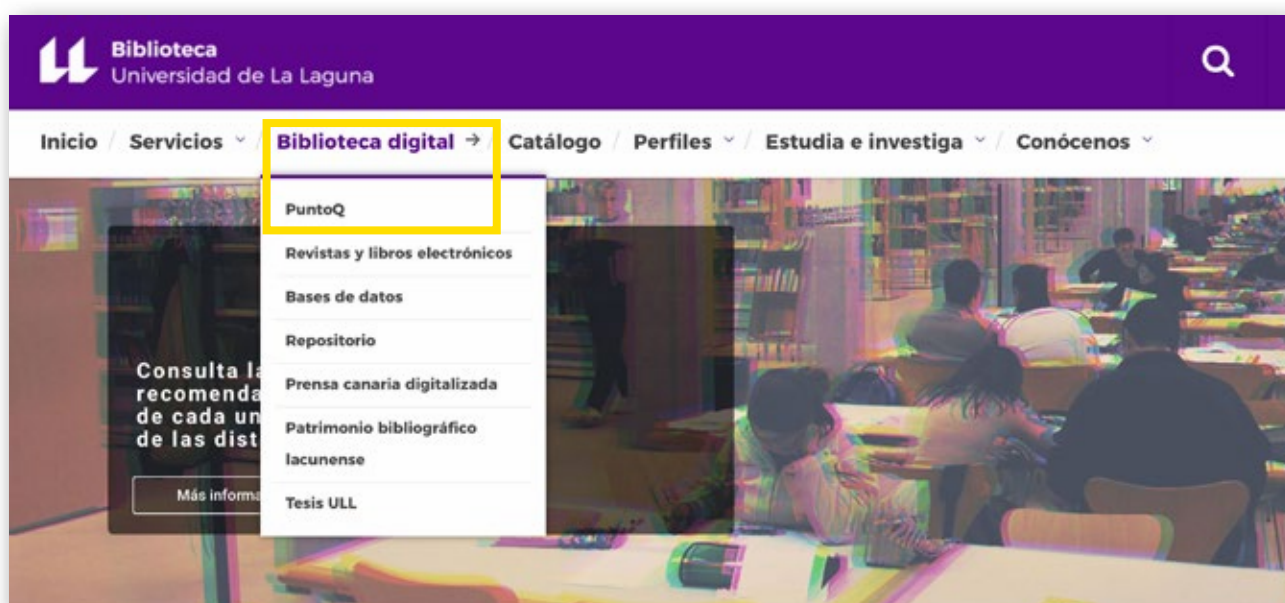 Biblioteca
Universidad de La Laguna
Inicio / Servicios / Biblioteca digital → Catálogo / Perfiles / Estudia e investiga / Conócenos
PuntoQ
Revistas y libros electrónicos
Bases de datos
Repositorio
Prensa canaria digitalizada
Patrimonio bibliográfico
lacunense
Tesis ULL
Consulta
recomenda
de cada un
de las dist
Más informa